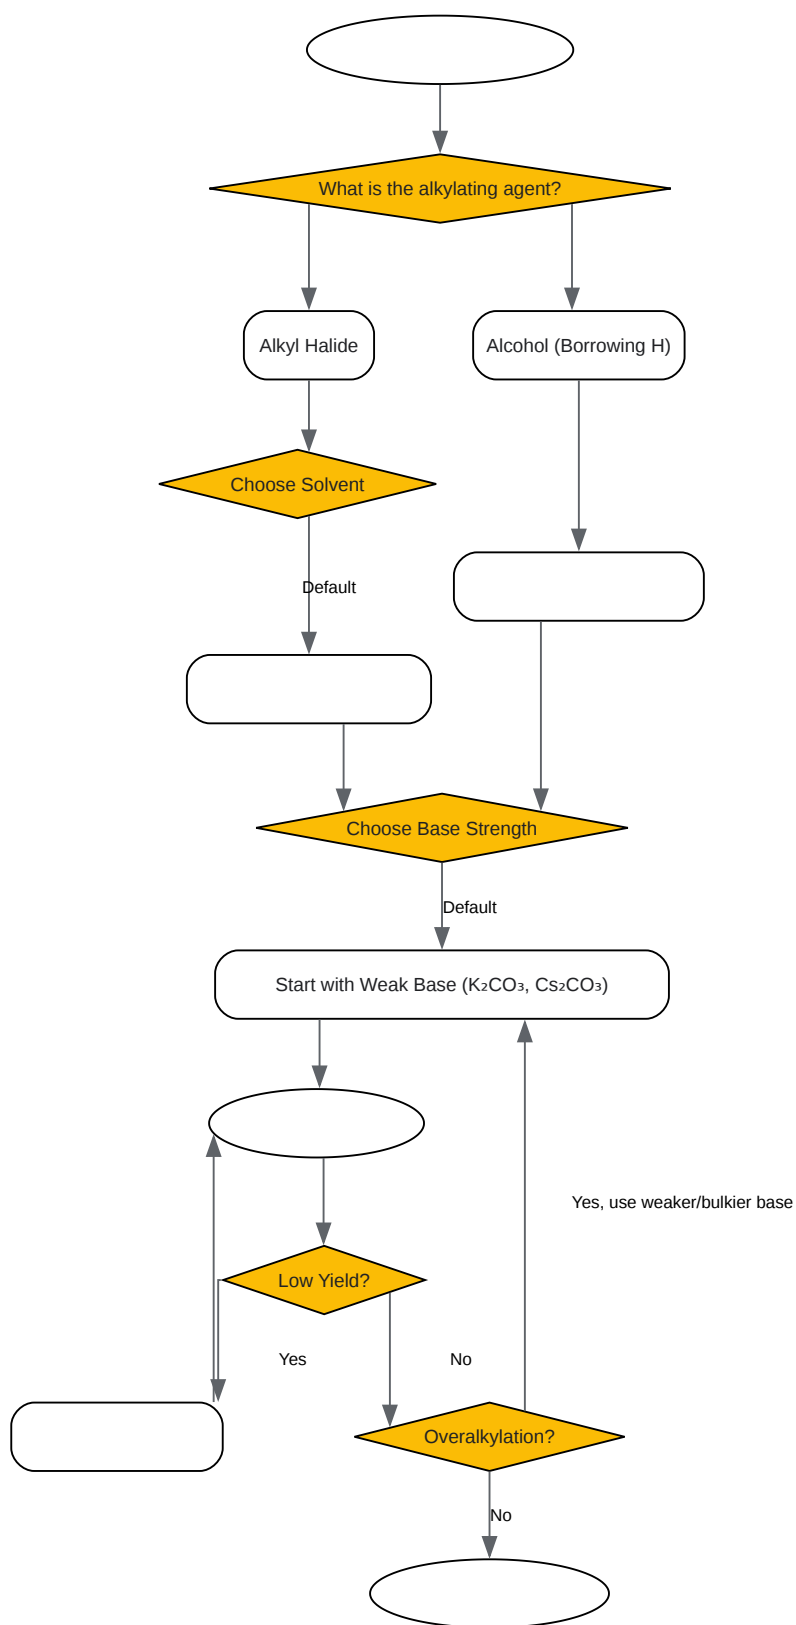 What is the alkylating agent?
Alkyl Halide
Alcohol (Borrowing H)
Choose Solvent
Default
Choose Base Strength
Default
Start with Weak Base (K₂CO₃, Cs₂CO₃)
Yes, use weaker/bulkier base
Low Yield?
Yes
No
Overalkylation?
No